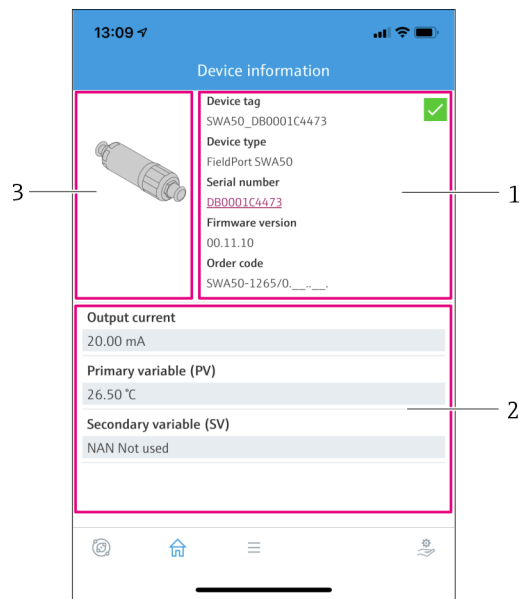 13:09
Device information
Device tag
SWA50_DB0001C4473
Device type
FieldPort SWA50
Serial number
DB0001C4473
Firmware version
00.11.10
Order code
SWA50-1265/0.__..__.
3
1
Output current
20.00 mA
Primary variable (PV)
26.50 °C
2
Secondary variable (SV)
NAN Not used